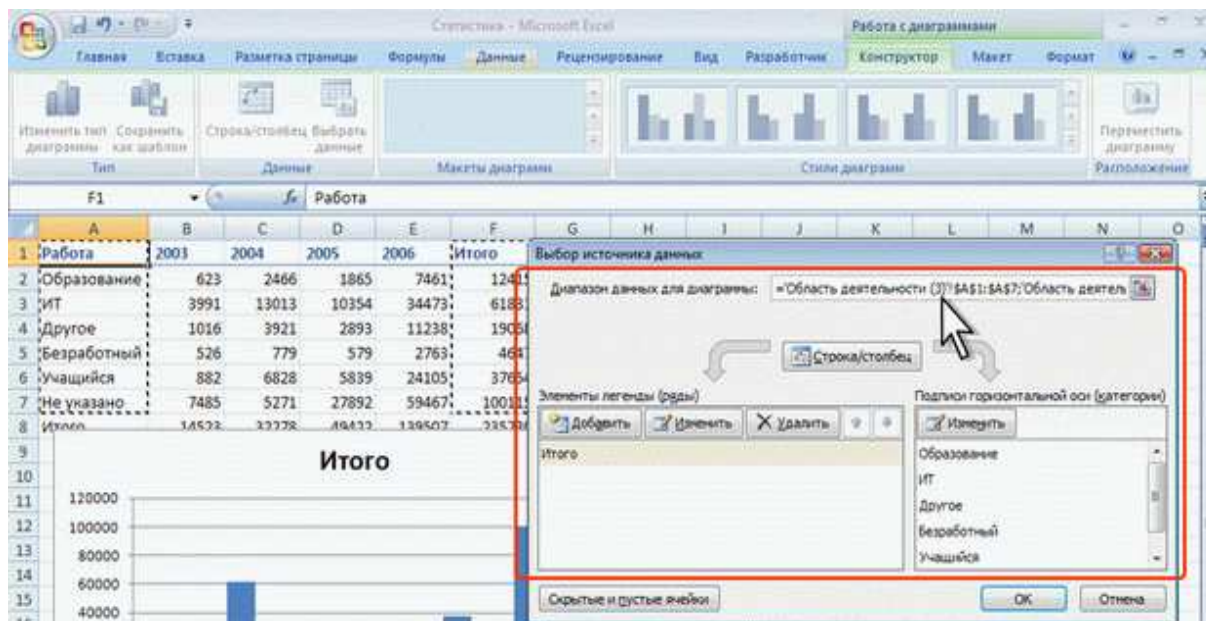 Статистика - Microsoft Excel
Работа с диаграммами
Главная Вставка Разметка страницы Формулы Данные Рецензирование Вид Разработчик Конструктор Макет Формат
Изменить тип диаграммы
Сохранить как шаблон
Строка/столбец
Выбрать данные
Переместить диаграмму
Тип Данные Макеты диаграмм Стили диаграмм Расположение
F1 fx Работа
A B C D E F G H I J K L M N O
1 Работа 2003 2004 2005 2006 Итого
2 Образование 623 2466 1865 7461
3 ИТ 3991 13013 10354 34473
4 Другое 1016 3921 2893 11238
5 Безработный 526 779 579 2763
6 Учащийся 882 6828 5839 24105
7 Не указано 7485 5271 27892 59467
8 Итого 14523 32278 49422 139507
9
10
11
12
13
14
15
Итого
120000
100000
80000
60000
40000
Выбор источника данных
Диапазон данных для диаграммы: ='Область деятельности (3)'!$A$1:$A$7;'Область деятель
Строка/столбец
Элементы легенды (ряды)
Добавить Изменить Удалить
Итого
Подписи горизонтальной оси (категории)
Изменить
Образование
ИТ
Другое
Безработный
Учащийся
Скрытые и пустые ячейки
ОК Отмена